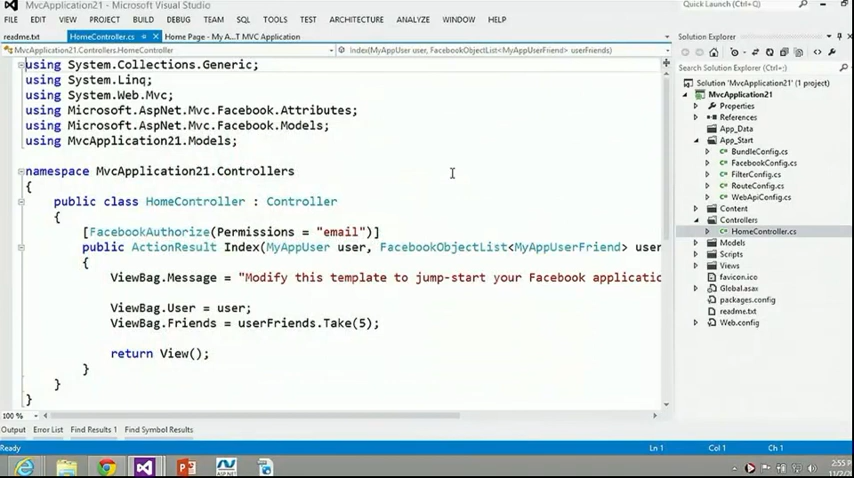 MvcApplication21 - Microsoft Visual Studio
Quick Launch (Ctrl+Q)
FILE EDIT VIEW PROJECT BUILD DEBUG TEAM SQL TOOLS TEST ARCHITECTURE ANALYZE WINDOW HELP
readme.txt HomeController.cs Home Page - My A...T MVC Application
Solution Explorer
MvcApplication21.Controllers.HomeController Index(MyAppUser user, FacebookObjectList<MyAppUserFriend> userFriends)
using System.Collections.Generic;
using System.Linq;
using System.Web.Mvc;
using Microsoft.AspNet.Mvc.Facebook.Attributes;
using Microsoft.AspNet.Mvc.Facebook.Models;
using MvcApplication21.Models;
namespace MvcApplication21.Controllers
{
public class HomeController : Controller
{
[FacebookAuthorize(Permissions = "email")]
public ActionResult Index(MyAppUser user, FacebookObjectList<MyAppUserFriend> user
{
ViewBag.Message = "Modify this template to jump-start your Facebook applicatio
ViewBag.User = user;
ViewBag.Friends = userFriends.Take(5);
return View();
}
}
}
100 %
Search Solution Explorer (Ctrl+;)
Solution 'MvcApplication21' (1 project)
MvcApplication21
Properties
References
App_Data
App_Start
BundleConfig.cs
FacebookConfig.cs
FilterConfig.cs
RouteConfig.cs
WebApiConfig.cs
Content
Controllers
HomeController.cs
Models
Scripts
Views
favicon.ico
Global.asax
packages.config
readme.txt
Web.config
Output Error List Find Results 1 Find Symbol Results
Ready Ln 1 Col 1 Ch 1
2:55 P